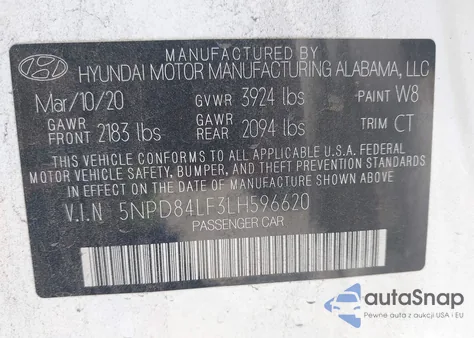 MANUFACTURED BY
HYUNDAI MOTOR MANUFACTURING ALABAMA, LLC
Mar/10/20 GVWR 3924 lbs PAINT W8
GAWR FRONT 2183 lbs GAWR REAR 2094 lbs TRIM CT
THIS VEHICLE CONFORMS TO ALL APPLICABLE U.S.A. FEDERAL
MOTOR VEHICLE SAFETY, BUMPER, AND THEFT PREVENTION STANDARDS
IN EFFECT ON THE DATE OF MANUFACTURE SHOWN ABOVE.
V.I.N 5NPD84LF3LH596620
PASSENGER CAR
autaSnap
Pewne auta z aukcji USA i EU